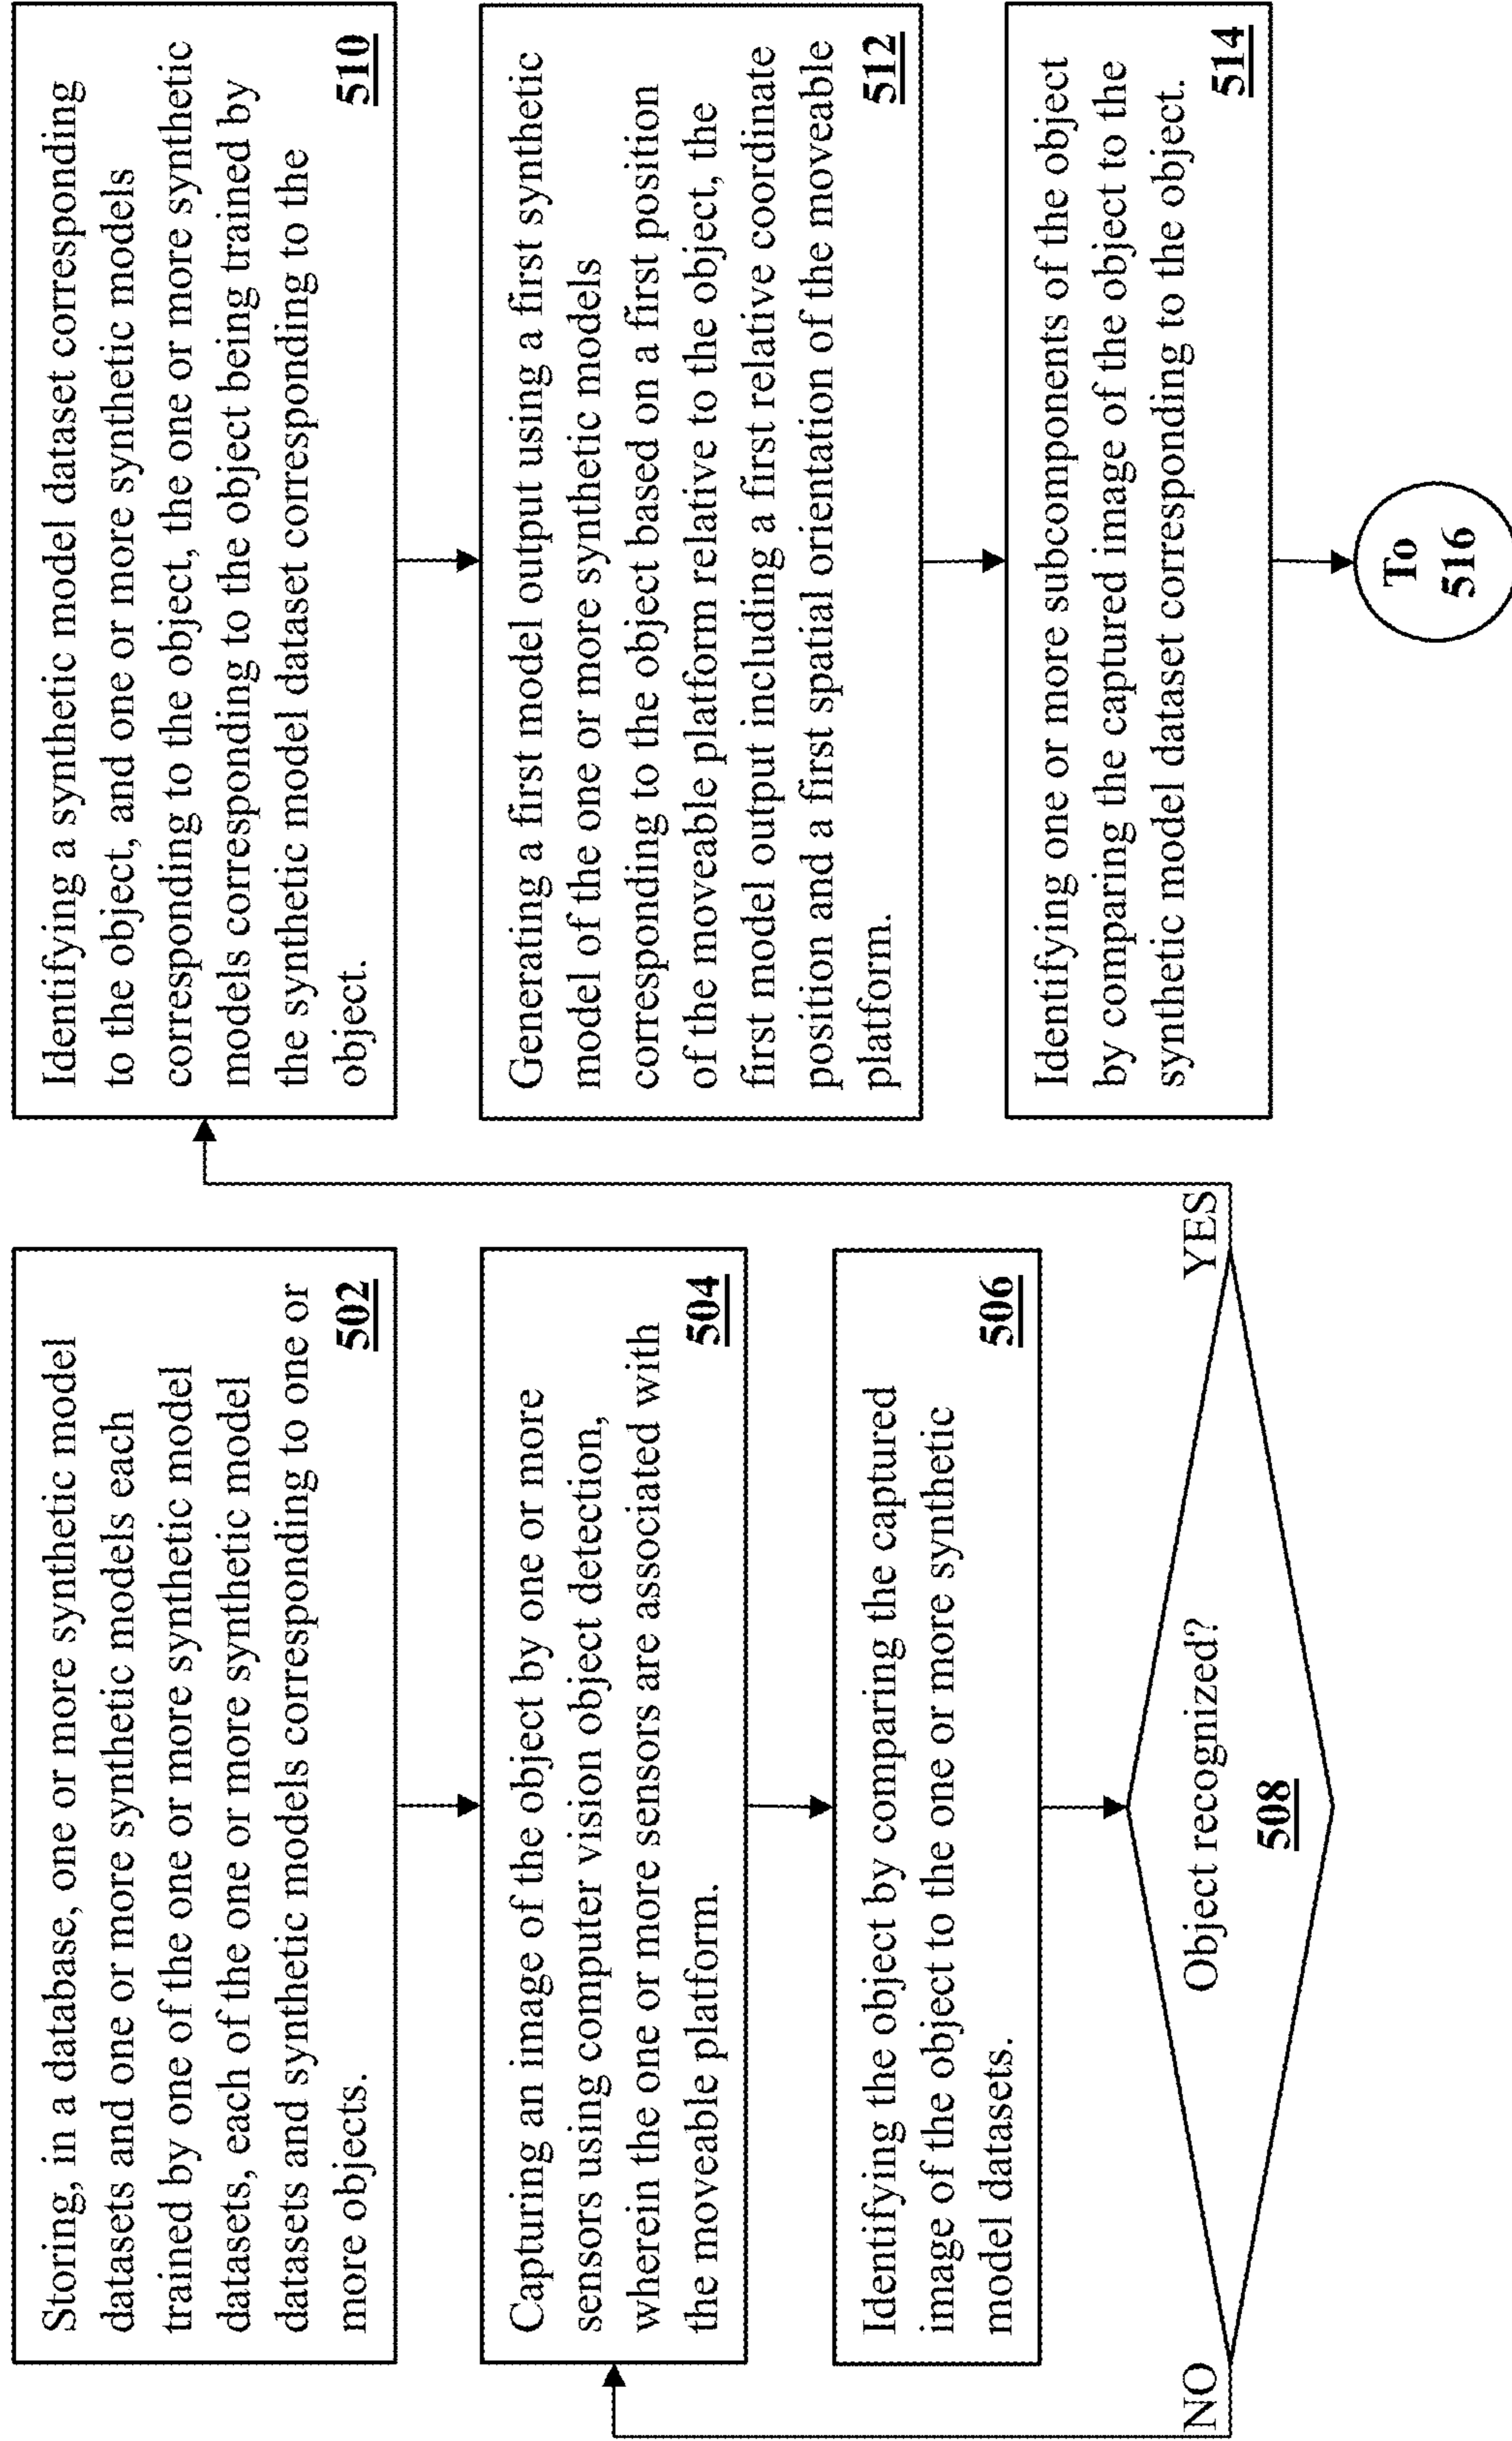 Storing, in a database, one or more synthetic model
datasets and one or more synthetic models each
trained by one of the one or more synthetic model
datasets, each of the one or more synthetic model
datasets and synthetic models corresponding to one or
more objects.
502
Capturing an image of the object by one or more
sensors using computer vision object detection,
wherein the one or more sensors are associated with
the moveable platform.
504
Identifying the object by comparing the captured
image of the object to the one or more synthetic
model datasets.
506
Object recognized?
508
NO
YES
Identifying a synthetic model dataset corresponding
to the object, and one or more synthetic models
corresponding to the object, the one or more synthetic
models corresponding to the object being trained by
the synthetic model dataset corresponding to the
object.
510
Generating a first model output using a first synthetic
model of the one or more synthetic models
corresponding to the object based on a first position
of the moveable platform relative to the object, the
first model output including a first relative coordinate
position and a first spatial orientation of the moveable
platform.
512
Identifying one or more subcomponents of the object
by comparing the captured image of the object to the
synthetic model dataset corresponding to the object.
514
To
516